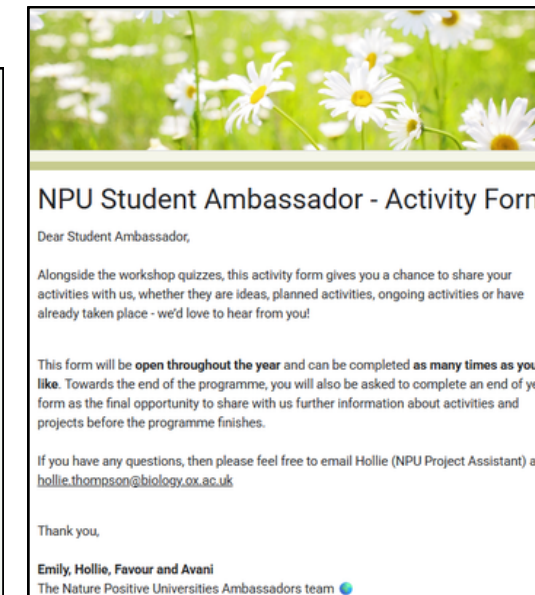 NPU Student Ambassador - Activity Form
Dear Student Ambassador,
Alongside the workshop quizzes, this activity form gives you a chance to share your
activities with us, whether they are ideas, planned activities, ongoing activities or have
already taken place - we'd love to hear from you!
This form will be open throughout the year and can be completed as many times as you
like. Towards the end of the programme, you will also be asked to complete an end of ye
form as the final opportunity to share with us further information about activities and
projects before the programme finishes.
If you have any questions, then please feel free to email Hollie (NPU Project Assistant) a
hollie.thompson@biology.ox.ac.uk
Thank you,
Emily, Hollie, Favour and Avani
The Nature Positive Universities Ambassadors team